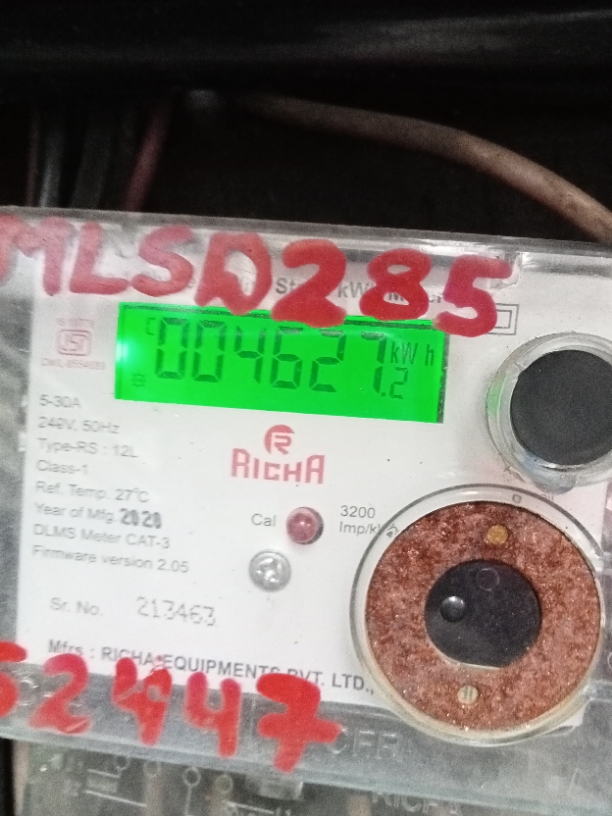 MLSD285
004627.2 kWh
5-30A
240V, 50Hz
Type-RS : 12L
Class-1
Ref. Temp. 27°C
Year of Mfg. 2020
DLMS Meter CAT-3
Firmware version 2.05
RICHA
Cal
3200
Sr. No. 213463
Mfrs : RICHA EQUIPMENTS PVT. LTD.,
52447